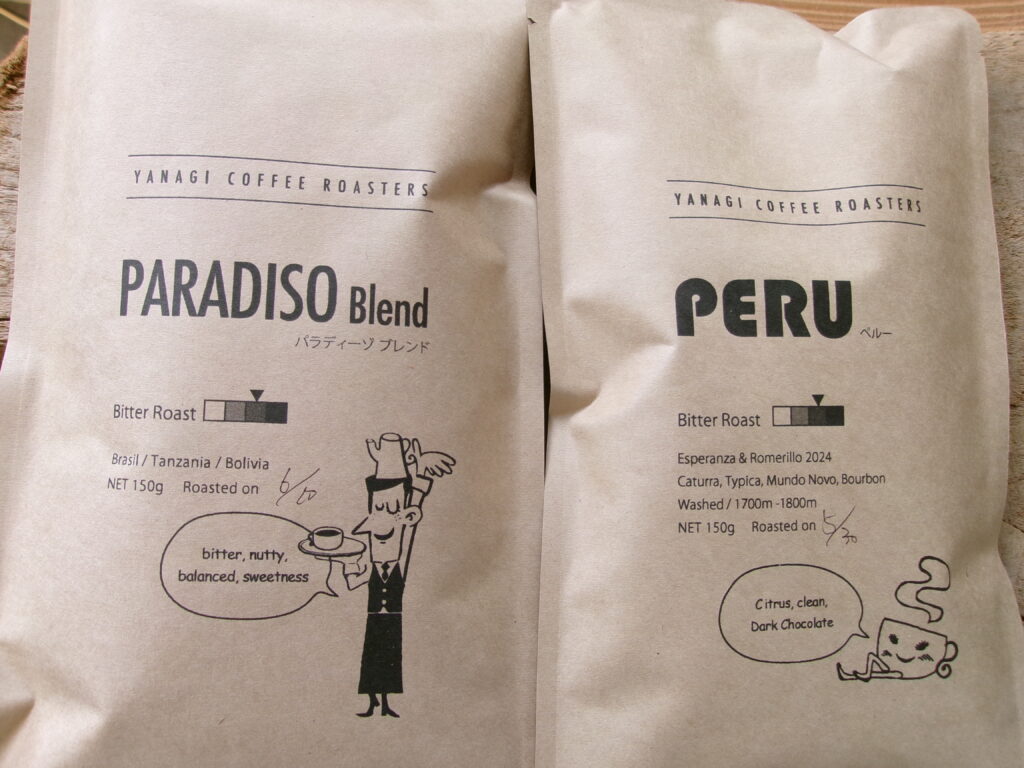 YANAGI COFFEE ROASTERS
PARADISO Blend
パラディーゾ ブレンド
Bitter Roast
Brasil / Tanzania / Bolivia
NET 150g Roasted on
bitter, nutty,
balanced, sweetness
YANAGI COFFEE ROASTERS
PERU ペルー
Bitter Roast
Esperanza & Romerillo 2024
Caturra, Typica, Mundo Novo, Bourbon
Washed / 1700m -1800m
NET 150g Roasted on 5/30
Citrus, clean,
Dark Chocolate